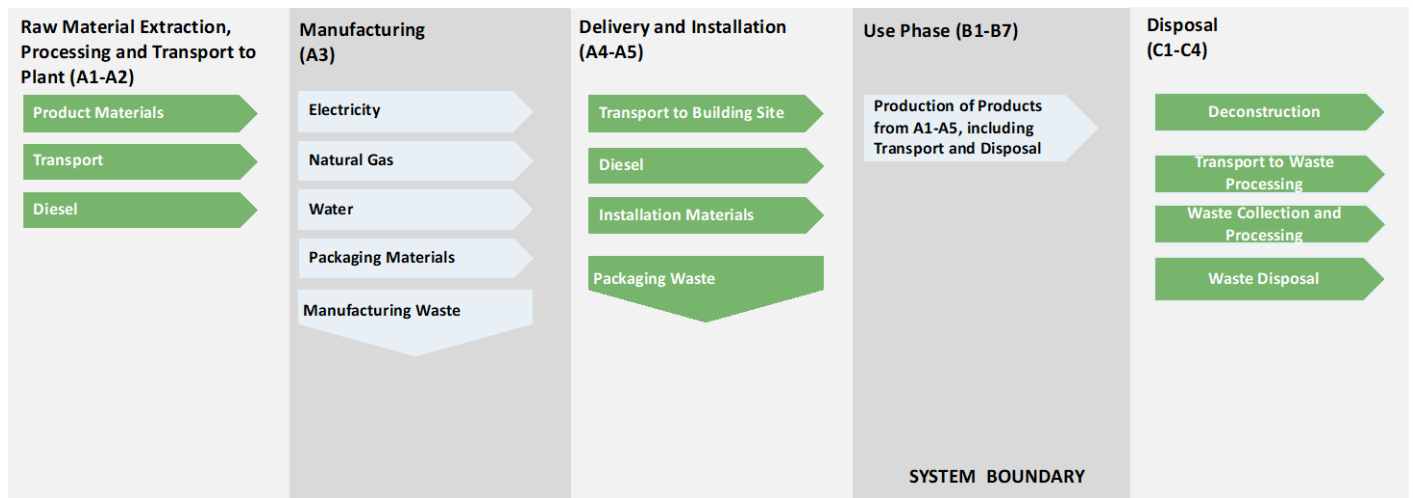 Raw Material Extraction,
Processing and Transport to
Plant (A1-A2)
Product Materials
Transport
Diesel
Manufacturing
(A3)
Electricity
Natural Gas
Water
Packaging Materials
Manufacturing Waste
Delivery and Installation
(A4-A5)
Transport to Building Site
Diesel
Installation Materials
Packaging Waste
Use Phase (B1-B7)
Production of Products
from A1-A5, including
Transport and Disposal
Disposal
(C1-C4)
Deconstruction
Transport to Waste
Processing
Waste Collection and
Processing
Waste Disposal
SYSTEM BOUNDARY